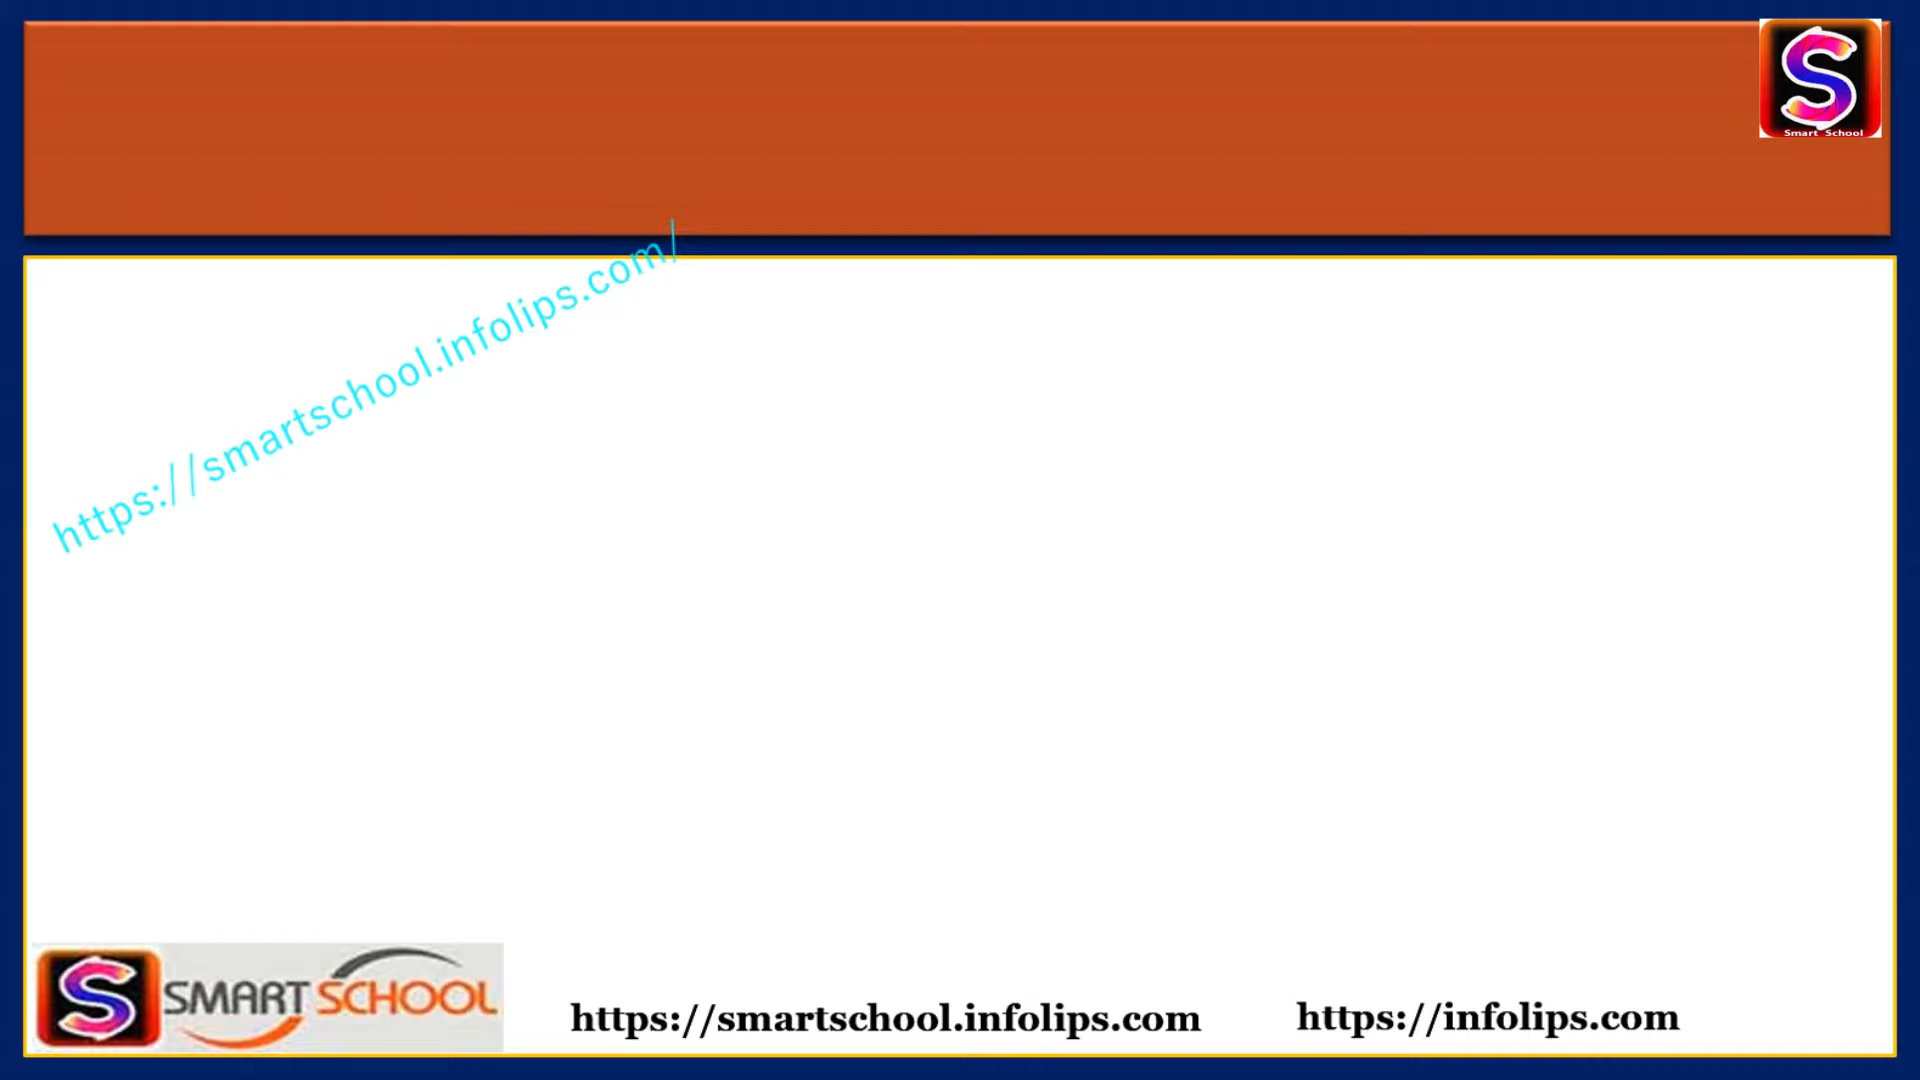 Smart School
https://smartschool.infolips.com/
SMART SCHOOL
https://smartschool.infolips.com
https://infolips.com